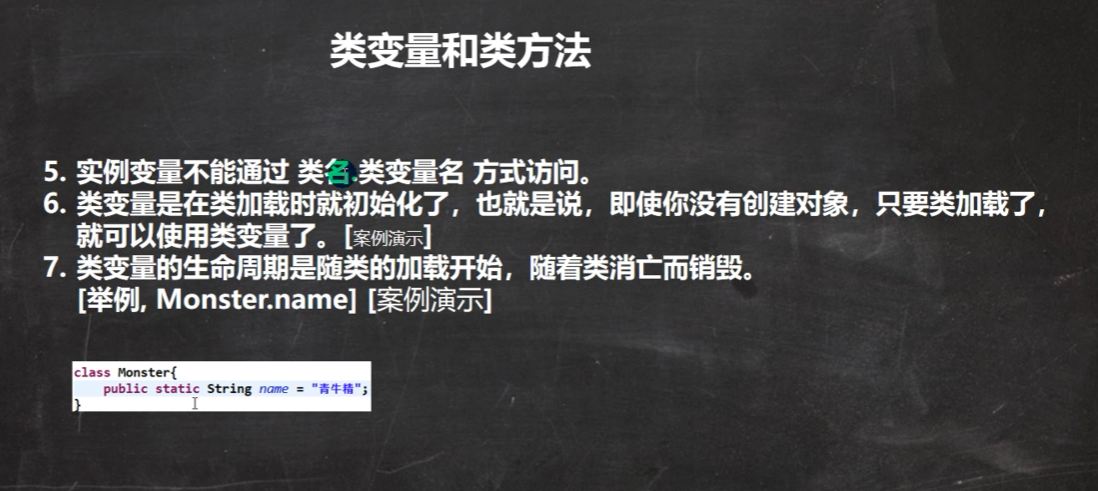 类变量和类方法
5. 实例变量不能通过 类名.类变量名 方式访问。
6. 类变量是在类加载时就初始化了，也就是说，即使你没有创建对象，只要类加载了，
就可以使用类变量了。[案例演示]
7. 类变量的生命周期是随类的加载开始，随着类消亡而销毁。
[举例, Monster.name] [案例演示]
class Monster{
public static String name = "青牛精";
}